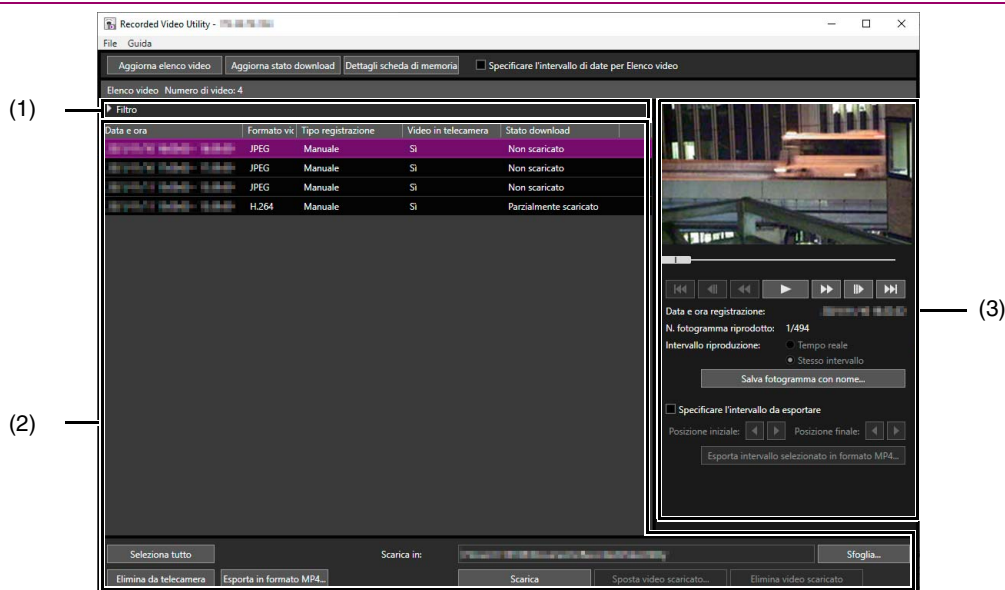 Recorded Video Utility -
File Guida
Aggiorna elenco video Aggiorna stato download Dettagli scheda di memoria Specificare l'intervallo di date per Elenco video
Elenco video Numero di video: 4
(1)
Filtro
Data e ora Formato vic Tipo registrazione Video in telecamera Stato download
JPEG Manuale Sì Non scaricato
JPEG Manuale Sì Non scaricato
JPEG Manuale Sì Non scaricato
H.264 Manuale Sì Parzialmente scaricato
(2)
Data e ora registrazione:
(3)
N. fotogramma riprodotto: 1/494
Intervallo riproduzione: Tempo reale
Stesso intervallo
Salva fotogramma con nome...
Specificare l'intervallo da esportare
Posizione iniziale: Posizione finale:
Esporta intervallo selezionato in formato MP4...
Seleziona tutto Scarica in: Sfoglia...
Elimina da telecamera Esporta in formato MP4... Scarica Sposta video scaricato... Elimina video scaricato